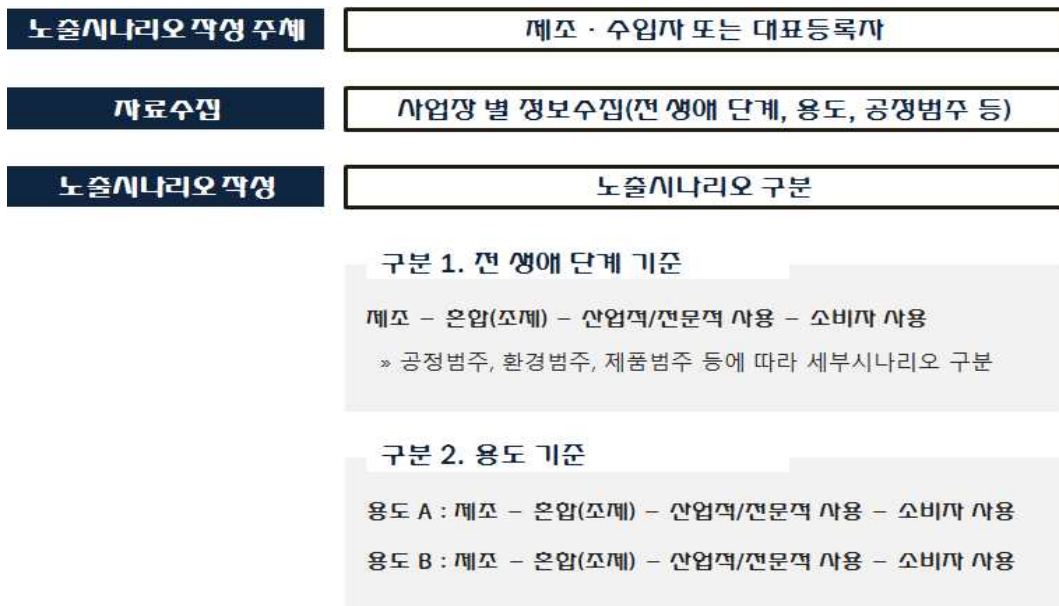 노출시나리오 작성 주체
제조 · 수입자 또는 대표등록자
자료수집
사업장 별 정보수집(전 생애 단계, 용도, 공정범주 등)
노출시나리오 작성
노출시나리오 구분
구분 1. 전 생애 단계 기준
제조 – 혼합(조제) – 산업적/전문적 사용 – 소비자 사용
» 공정범주, 환경범주, 제품범주 등에 따라 세부시나리오 구분
구분 2. 용도 기준
용도 A : 제조 – 혼합(조제) – 산업적/전문적 사용 – 소비자 사용
용도 B : 제조 – 혼합(조제) – 산업적/전문적 사용 – 소비자 사용